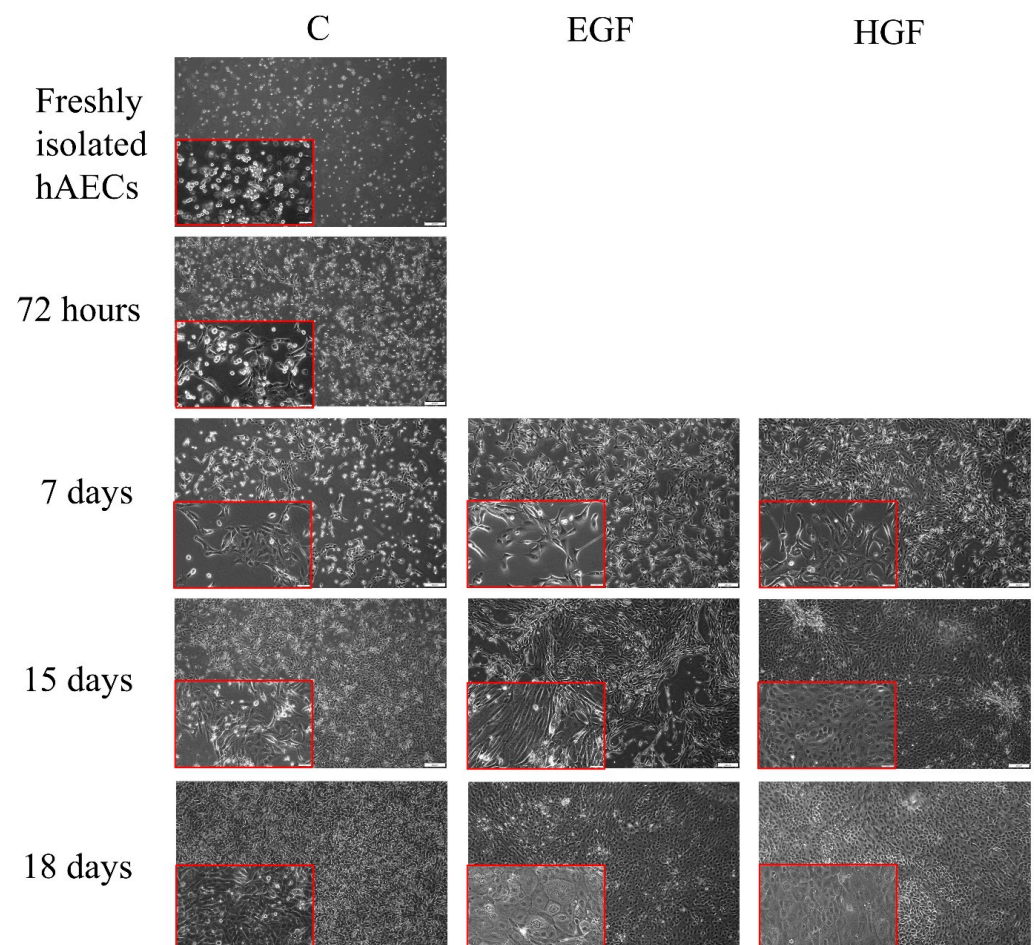 C EGF HGF
Freshly
isolated
hAECs
72 hours
7 days
15 days
18 days